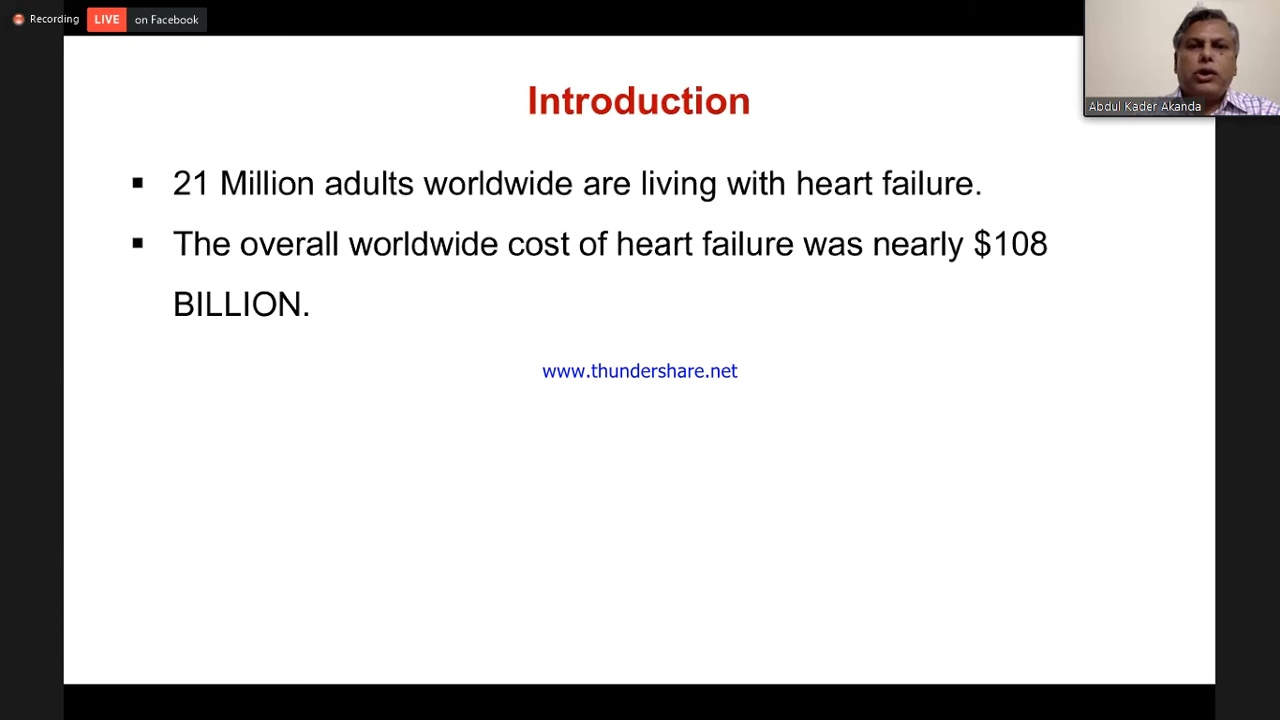 Recording LIVE on Facebook
Abdul Kader Akanda
Introduction
▪ 21 Million adults worldwide are living with heart failure.
▪ The overall worldwide cost of heart failure was nearly $108
BILLION.
www.thundershare.net